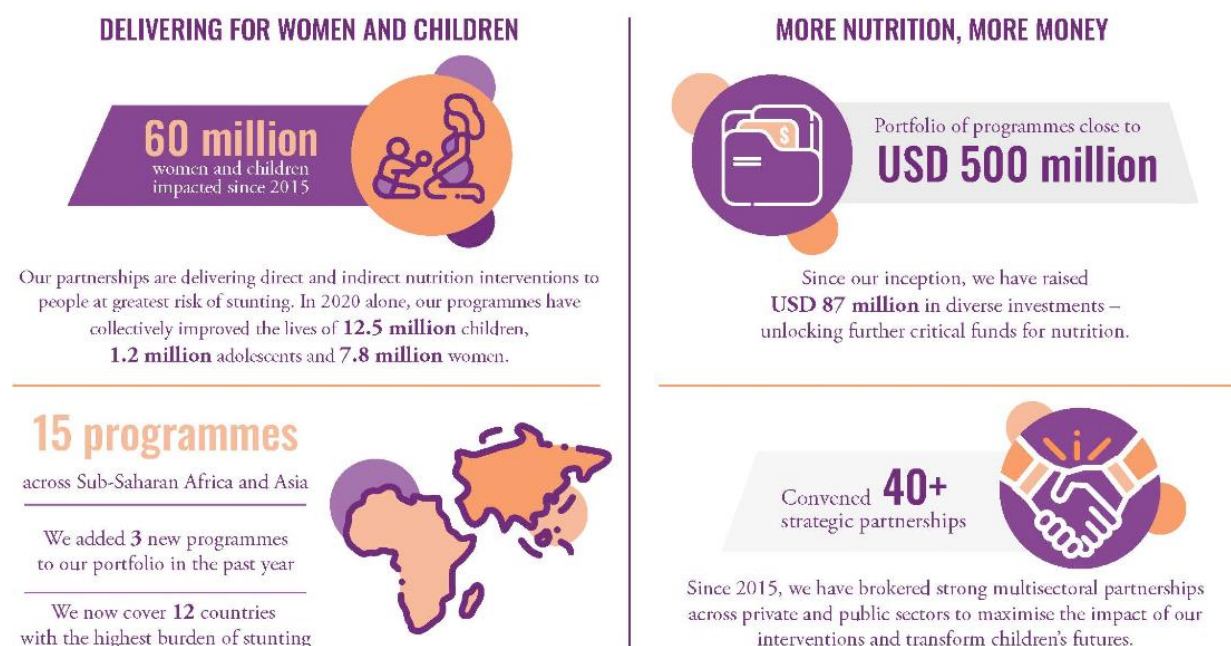 DELIVERING FOR WOMEN AND CHILDREN
60 million
women and children
impacted since 2015
Our partnerships are delivering direct and indirect nutrition interventions to
people at greatest risk of stunting. In 2020 alone, our programmes have
collectively improved the lives of 12.5 million children,
1.2 million adolescents and 7.8 million women.
15 programmes
across Sub-Saharan Africa and Asia
We added 3 new programmes
to our portfolio in the past year
We now cover 12 countries
with the highest burden of stunting
MORE NUTRITION, MORE MONEY
$
Portfolio of programmes close to
USD 500 million
Since our inception, we have raised
USD 87 million in diverse investments –
unlocking further critical funds for nutrition.
Convened 40+
strategic partnerships
Since 2015, we have brokered strong multisectoral partnerships
across private and public sectors to maximise the impact of our
interventions and transform children's futures.